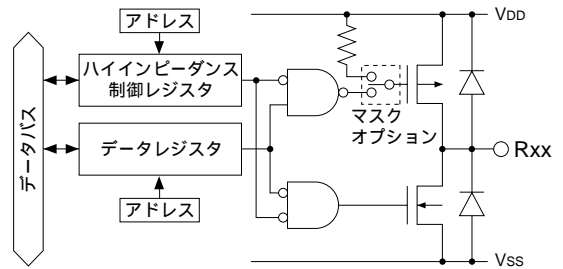 アドレス
VDD
ハイインピーダンス
制御レジスタ
マスク
オプション
データバス
データレジスタ
Rxx
アドレス
VSS